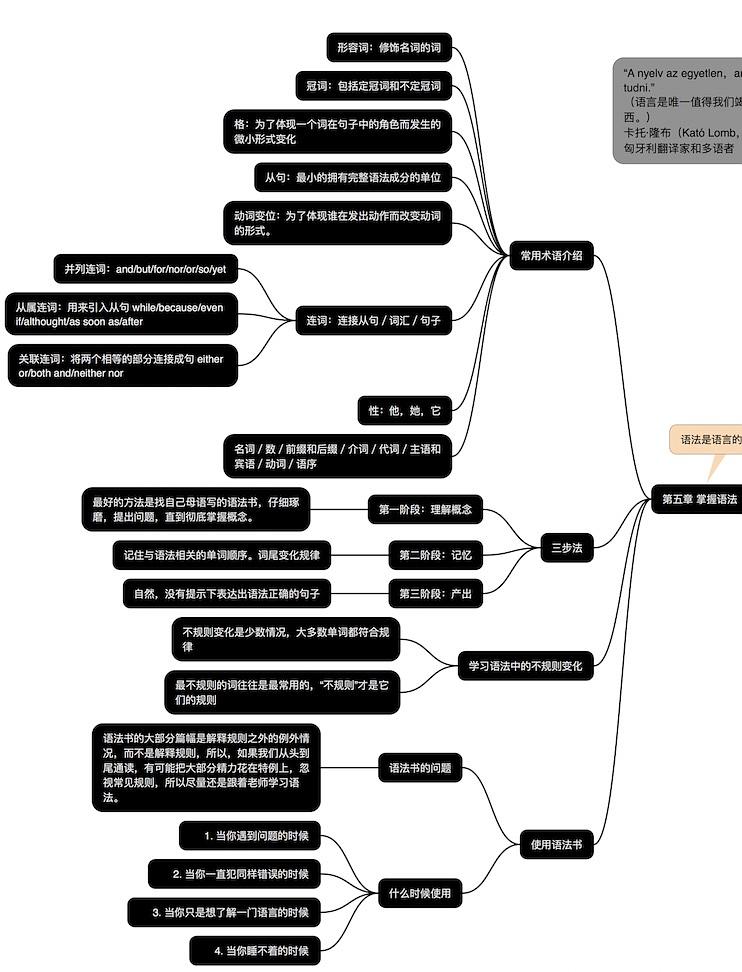 形容词：修饰名词的词
冠词：包括定冠词和不定冠词
格：为了体现一个词在句子中的角色而发生的
微小形式变化
从句：最小的拥有完整语法成分的单位
动词变位：为了体现谁在发出动作而改变动词
的形式。
并列连词：and/but/for/nor/or/so/yet
从属连词：用来引入从句 while/because/even
if/althought/as soon as/after
关联连词：将两个相等的部分连接成句 either
or/both and/neither nor
连词：连接从句 / 词汇 / 句子
性：他，她，它
名词 / 数 / 前缀和后缀 / 介词 / 代词 / 主语和
宾语 / 动词 / 语序
常用术语介绍
“A nyelv az egyetlen, 
tudni.”
（语言是唯一值得我们竭
西。）
卡托·隆布（Kató Lomb,
匈牙利翻译家和多语者
语法是语言的
第五章 掌握语法
最好的方法是找自己母语写的语法书，仔细琢
磨，提出问题，直到彻底掌握概念。
第一阶段：理解概念
记住与语法相关的单词顺序。词尾变化规律
第二阶段：记忆
自然，没有提示下表达出语法正确的句子
第三阶段：产出
三步法
不规则变化是少数情况，大多数单词都符合规
律
最不规则的词往往是最常用的，“不规则”才是它
们的规则
学习语法中的不规则变化
语法书的大部分篇幅是解释规则之外的例外情
况，而不是解释规则，所以，如果我们从头到
尾通读，有可能把大部分精力花在特例上，忽
视常见规则，所以尽量还是跟着老师学习语
法。
语法书的问题
1. 当你遇到问题的时候
2. 当你一直犯同样错误的时候
3. 当你只是想了解一门语言的时候
4. 当你睡不着的时候
什么时候使用
使用语法书